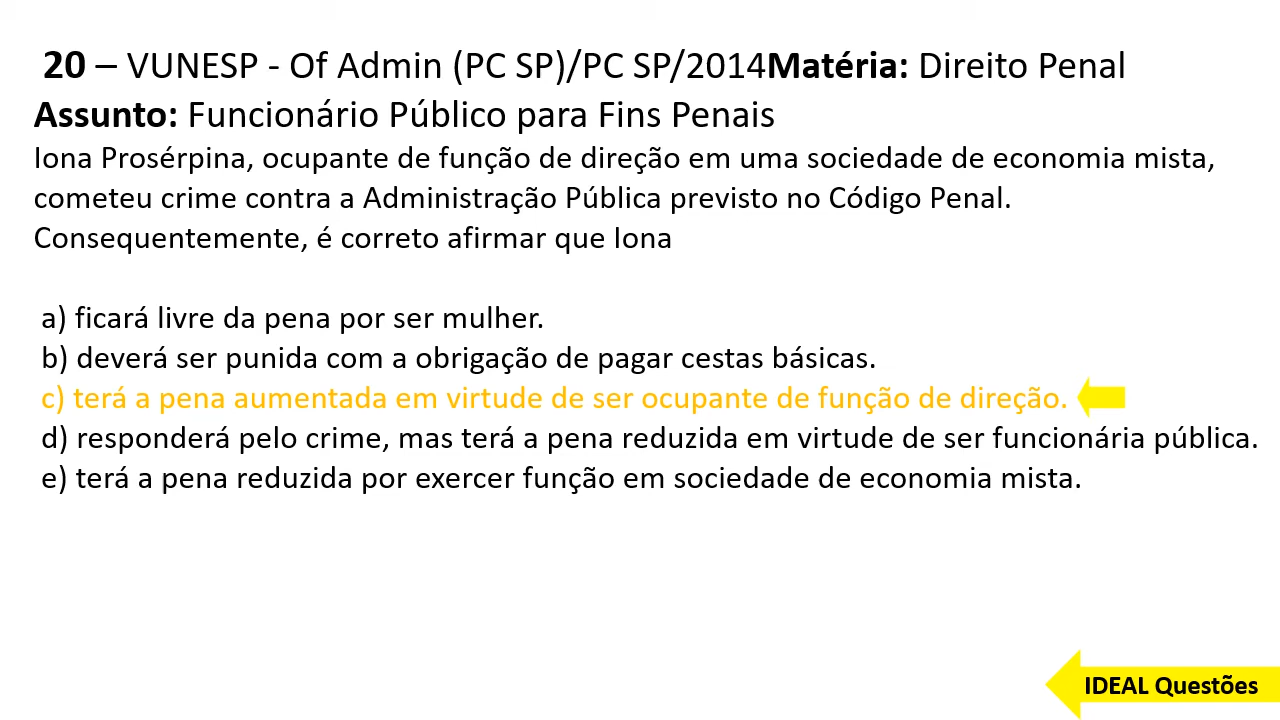 20 – VUNESP - Of Admin (PC SP)/PC SP/2014Matéria: Direito Penal
Assunto: Funcionário Público para Fins Penais
Iona Prosérpina, ocupante de função de direção em uma sociedade de economia mista,
cometeu crime contra a Administração Pública previsto no Código Penal.
Consequentemente, é correto afirmar que Iona
a) ficará livre da pena por ser mulher.
b) deverá ser punida com a obrigação de pagar cestas básicas.
c) terá a pena aumentada em virtude de ser ocupante de função de direção.
d) responderá pelo crime, mas terá a pena reduzida em virtude de ser funcionária pública.
e) terá a pena reduzida por exercer função em sociedade de economia mista.
IDEAL Questões